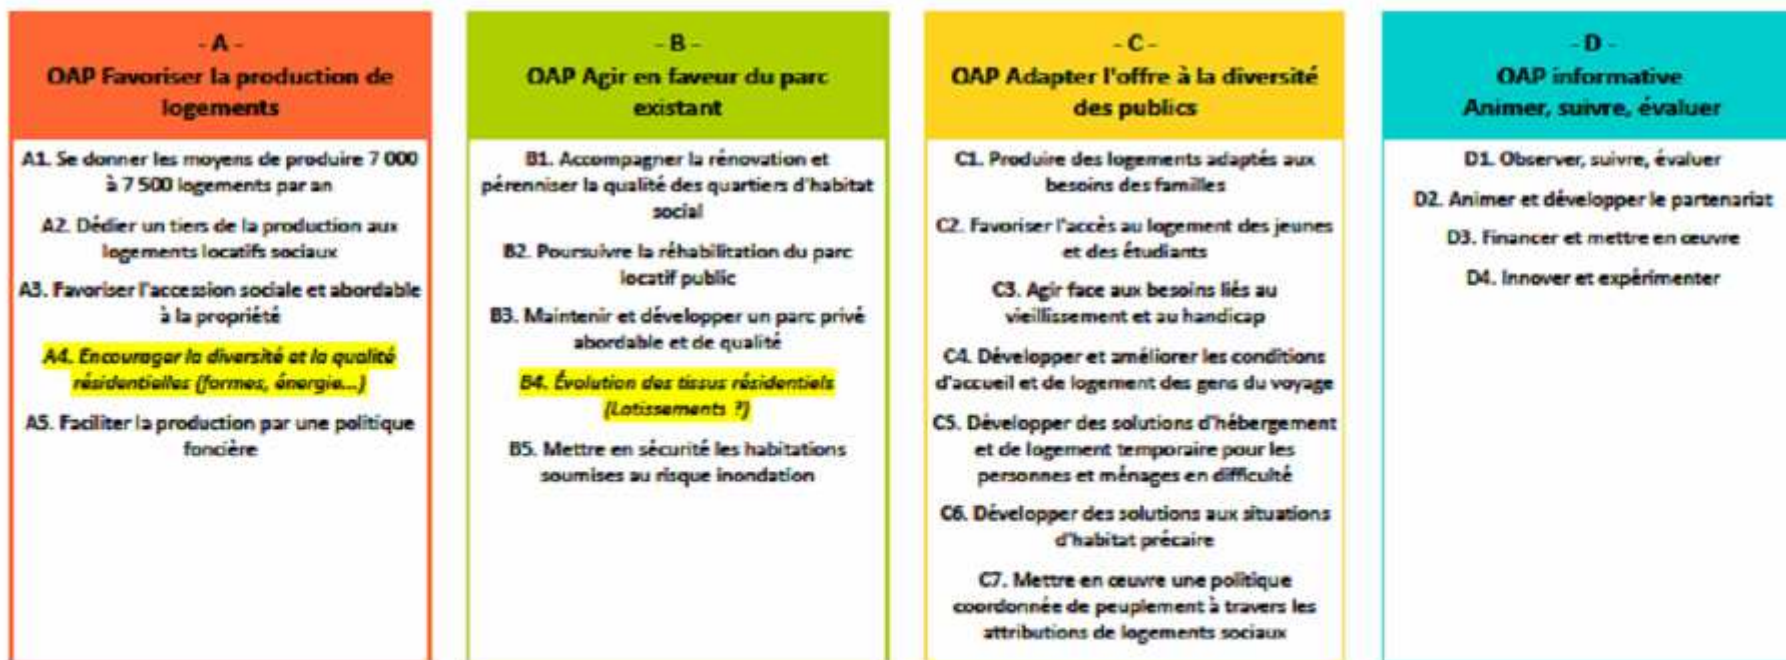 - A -
OAP Favoriser la production de
logements
A1. Se donner les moyens de produire 7 000
à 7 500 logements par an
A2. Dédier un tiers de la production aux
logements locatifs sociaux
A3. Favoriser l'accession sociale et abordable
à la propriété
A4. Encourager la diversité et la qualité
résidentielles (formes, énergie...)
A5. Faciliter la production par une politique
foncière
- B -
OAP Agir en faveur du parc
existant
B1. Accompagner la rénovation et
pérenniser la qualité des quartiers d'habitat
social
B2. Poursuivre la réhabilitation du parc
locatif public
B3. Maintenir et développer un parc privé
abordable et de qualité
B4. Évolution des tissus résidentiels
(Lotissements ?)
B5. Mettre en sécurité les habitations
soumises au risque inondation
- C -
OAP Adapter l'offre à la diversité
des publics
C1. Produire des logements adaptés aux
besoins des familles
C2. Favoriser l'accès au logement des jeunes
et des étudiants
C3. Agir face aux besoins liés au
vieillissement et au handicap
C4. Développer et améliorer les conditions
d'accueil et de logement des gens du voyage
C5. Développer des solutions d'hébergement
et de logement temporaire pour les
personnes et ménages en difficulté
C6. Développer des solutions aux situations
d'habitat précaire
C7. Mettre en œuvre une politique
coordonnée de peuplement à travers les
attributions de logements sociaux
- D -
OAP informative
Animer, suivre, évaluer
D1. Observer, suivre, évaluer
D2. Animer et développer le partenariat
D3. Financer et mettre en œuvre
D4. Innover et expérimenter